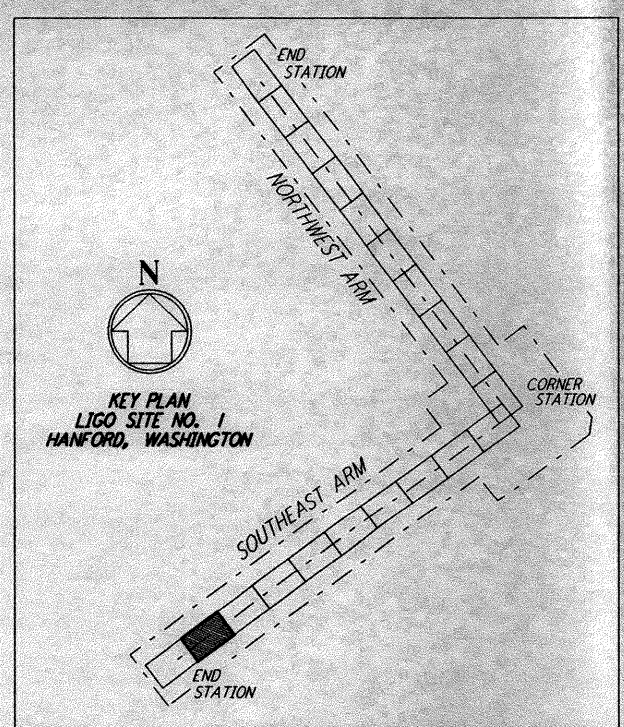 END
STATION
NORTHWEST ARM
N
KEY PLAN
LIGO SITE NO. 1
HANFORD, WASHINGTON
CORNER
STATION
SOUTHEAST ARM
END
STATION